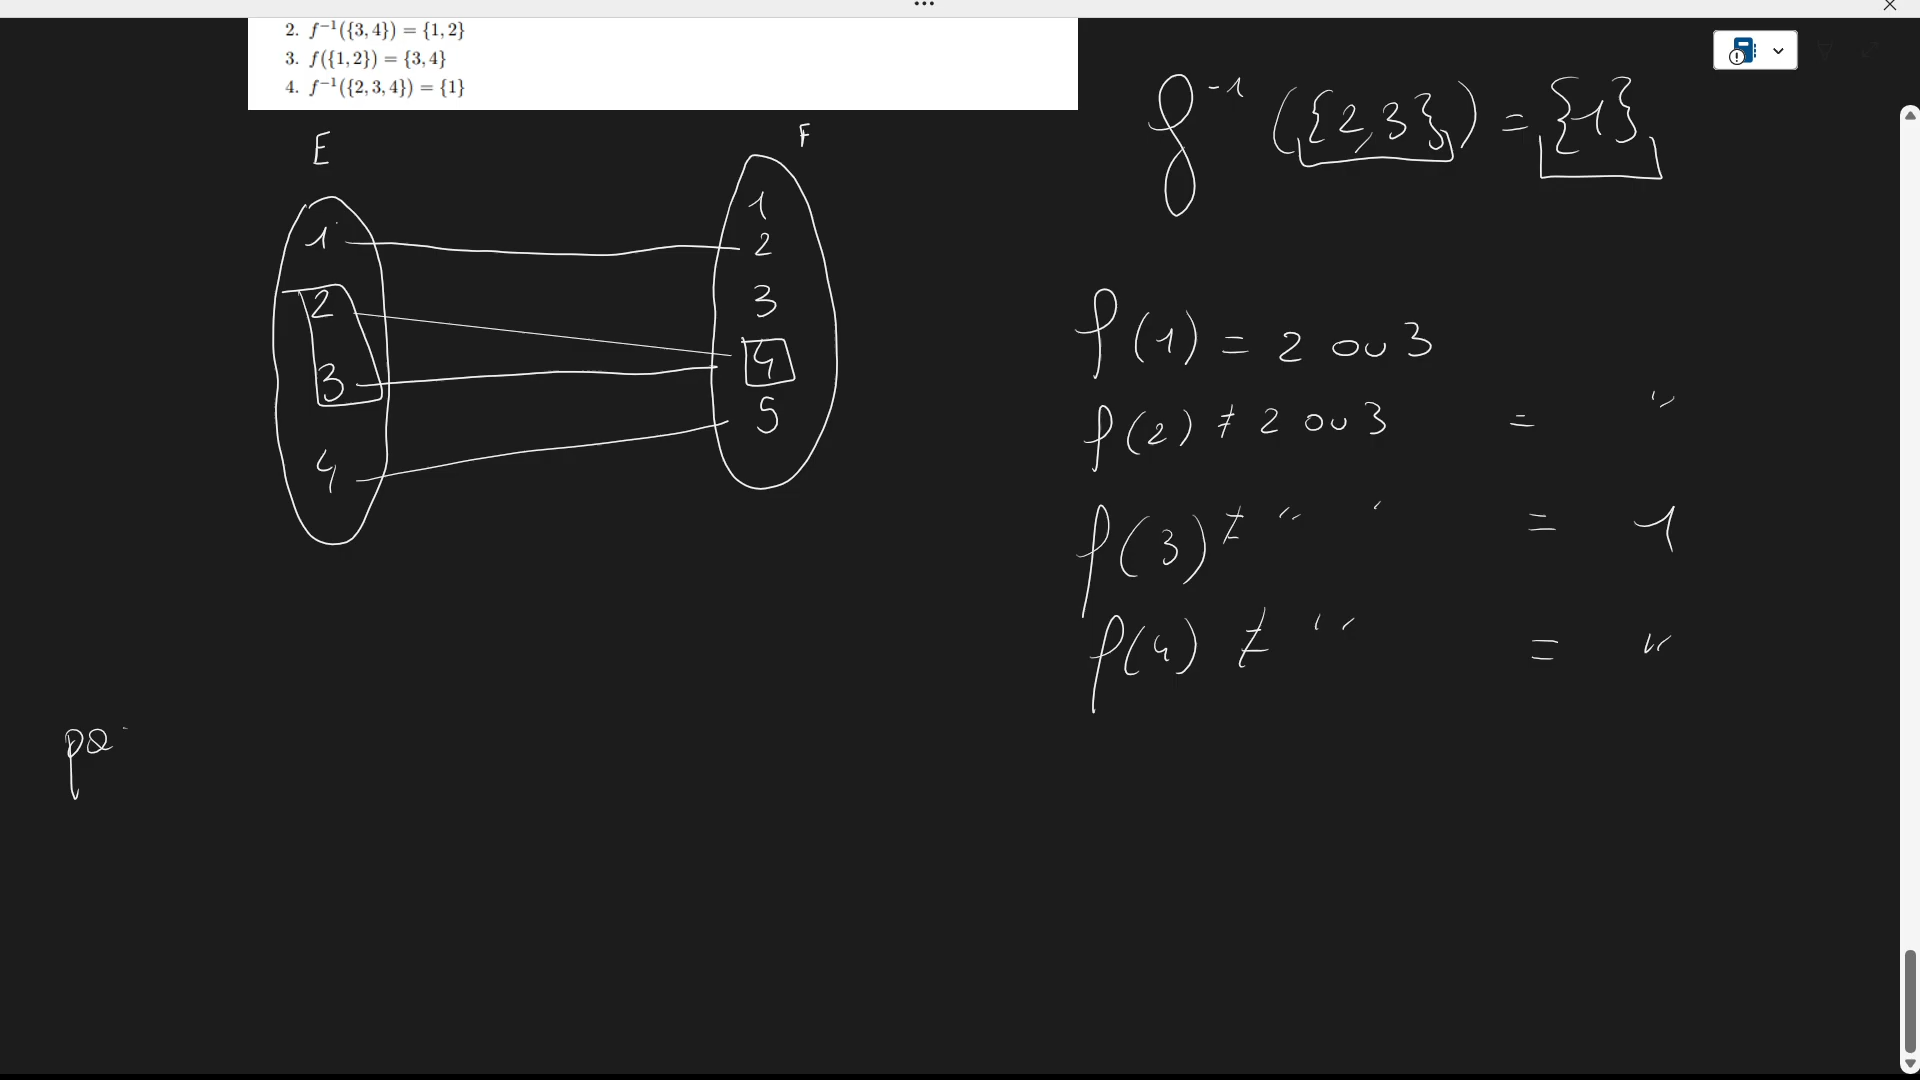 2. f⁻¹({3, 4}) = {1, 2}
3. f({1, 2}) = {3, 4}
4. f⁻¹({2, 3, 4}) = {1}
f⁻¹ ({2,3}) = {1}
E F
1 1
2 2
3 3
4 4
5
f(1) = 2 ou 3
f(2) ≠ 2 ou 3 = "
f(3) ≠ " " = 1
f(4) ≠ " = "